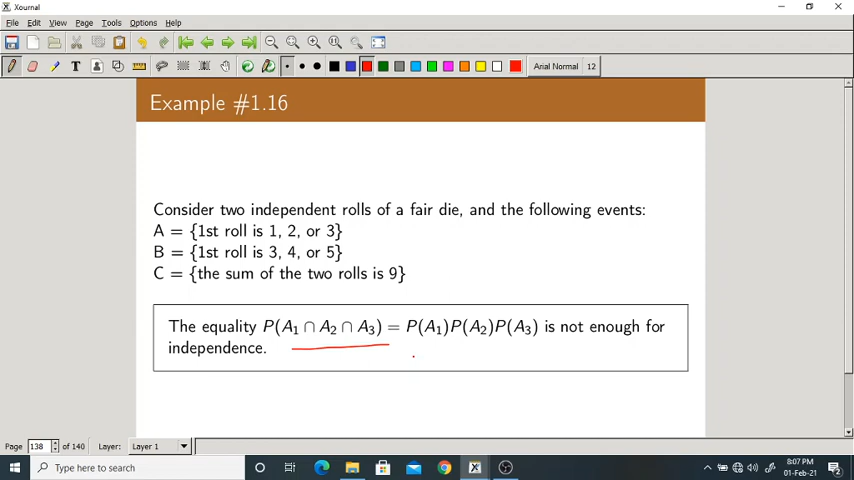 Xournal
File Edit View Page Tools Options Help
Arial Normal 12
Example #1.16
Consider two independent rolls of a fair die, and the following events:
A = {1st roll is 1, 2, or 3}
B = {1st roll is 3, 4, or 5}
C = {the sum of the two rolls is 9}
The equality P(A₁ ∩ A₂ ∩ A₃) = P(A₁)P(A₂)P(A₃) is not enough for
independence.
Page 138 of 140 Layer: Layer 1
Type here to search
8:07 PM
01-Feb-21
2